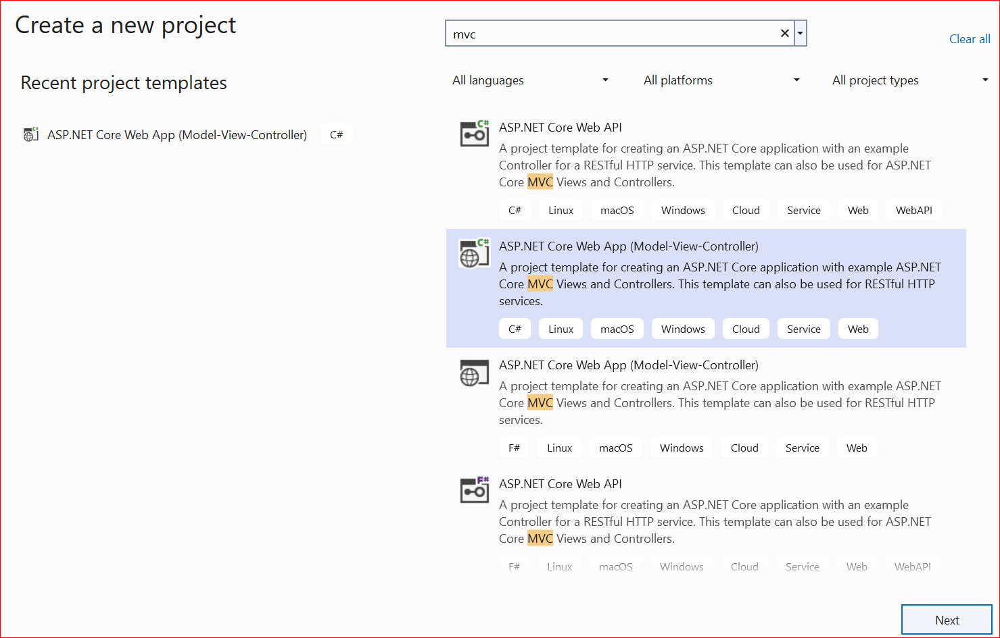 Create a new project
mvc
Clear all
Recent project templates
All languages
All platforms
All project types
ASP.NET Core Web App (Model-View-Controller)
C#
C#
ASP.NET Core Web API
A project template for creating an ASP.NET Core application with an example
Controller for a RESTful HTTP service. This template can also be used for ASP.NET
Core MVC Views and Controllers.
C# Linux macOS Windows Cloud Service Web WebAPI
C#
ASP.NET Core Web App (Model-View-Controller)
A project template for creating an ASP.NET Core application with example ASP.NET
Core MVC Views and Controllers. This template can also be used for RESTful HTTP
services.
C# Linux macOS Windows Cloud Service Web
ASP.NET Core Web App (Model-View-Controller)
A project template for creating an ASP.NET Core application with example ASP.NET
Core MVC Views and Controllers. This template can also be used for RESTful HTTP
services.
F# Linux macOS Windows Cloud Service Web
F#
ASP.NET Core Web API
A project template for creating an ASP.NET Core application with an example
Controller for a RESTful HTTP service. This template can also be used for ASP.NET
Core MVC Views and Controllers.
F# Linux macOS Windows Cloud Service Web WebAPI
Next